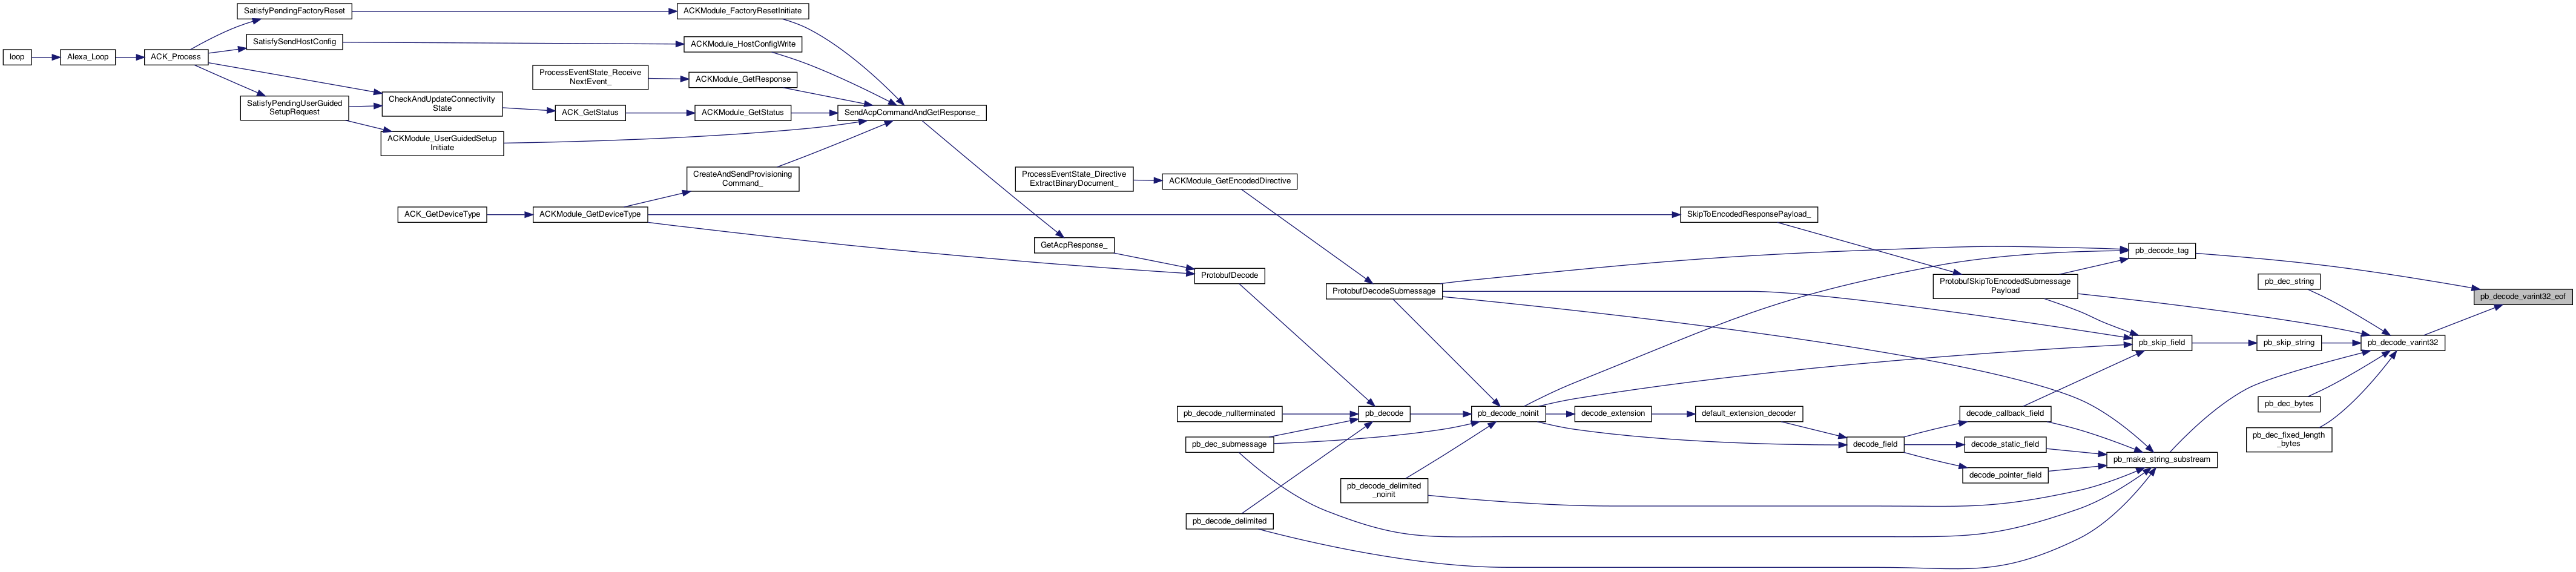 SatisfyPendingFactoryReset
ACKModule_FactoryResetInitiate
SatisfySendHostConfig
ACKModule_HostConfigWrite
loop
Alexa_Loop
ACK_Process
ProcessEventState_Receive
NextEvent_
ACKModule_GetResponse
SatisfyPendingUserGuided
SetupRequest
CheckAndUpdateConnectivity
State
ACK_GetStatus
ACKModule_GetStatus
SendAcpCommandAndGetResponse_
ACKModule_UserGuidedSetup
Initiate
CreateAndSendProvisioning
Command_
ProcessEventState_Directive
ExtractBinaryDocument_
ACKModule_GetEncodedDirective
ACK_GetDeviceType
ACKModule_GetDeviceType
SkipToEncodedResponsePayload_
GetAcpResponse_
pb_decode_tag
ProtobufDecode
ProtobufDecodeSubmessage
ProtobufSkipToEncodedSubmessage
Payload
pb_dec_string
pb_decode_varint32_eof
pb_skip_field
pb_skip_string
pb_decode_varint32
pb_decode_nullterminated
pb_decode
pb_decode_noinit
decode_extension
default_extension_decoder
decode_callback_field
pb_dec_bytes
pb_dec_submessage
decode_field
decode_static_field
pb_dec_fixed_length
_bytes
pb_make_string_substream
decode_pointer_field
pb_decode_delimited
_noinit
pb_decode_delimited